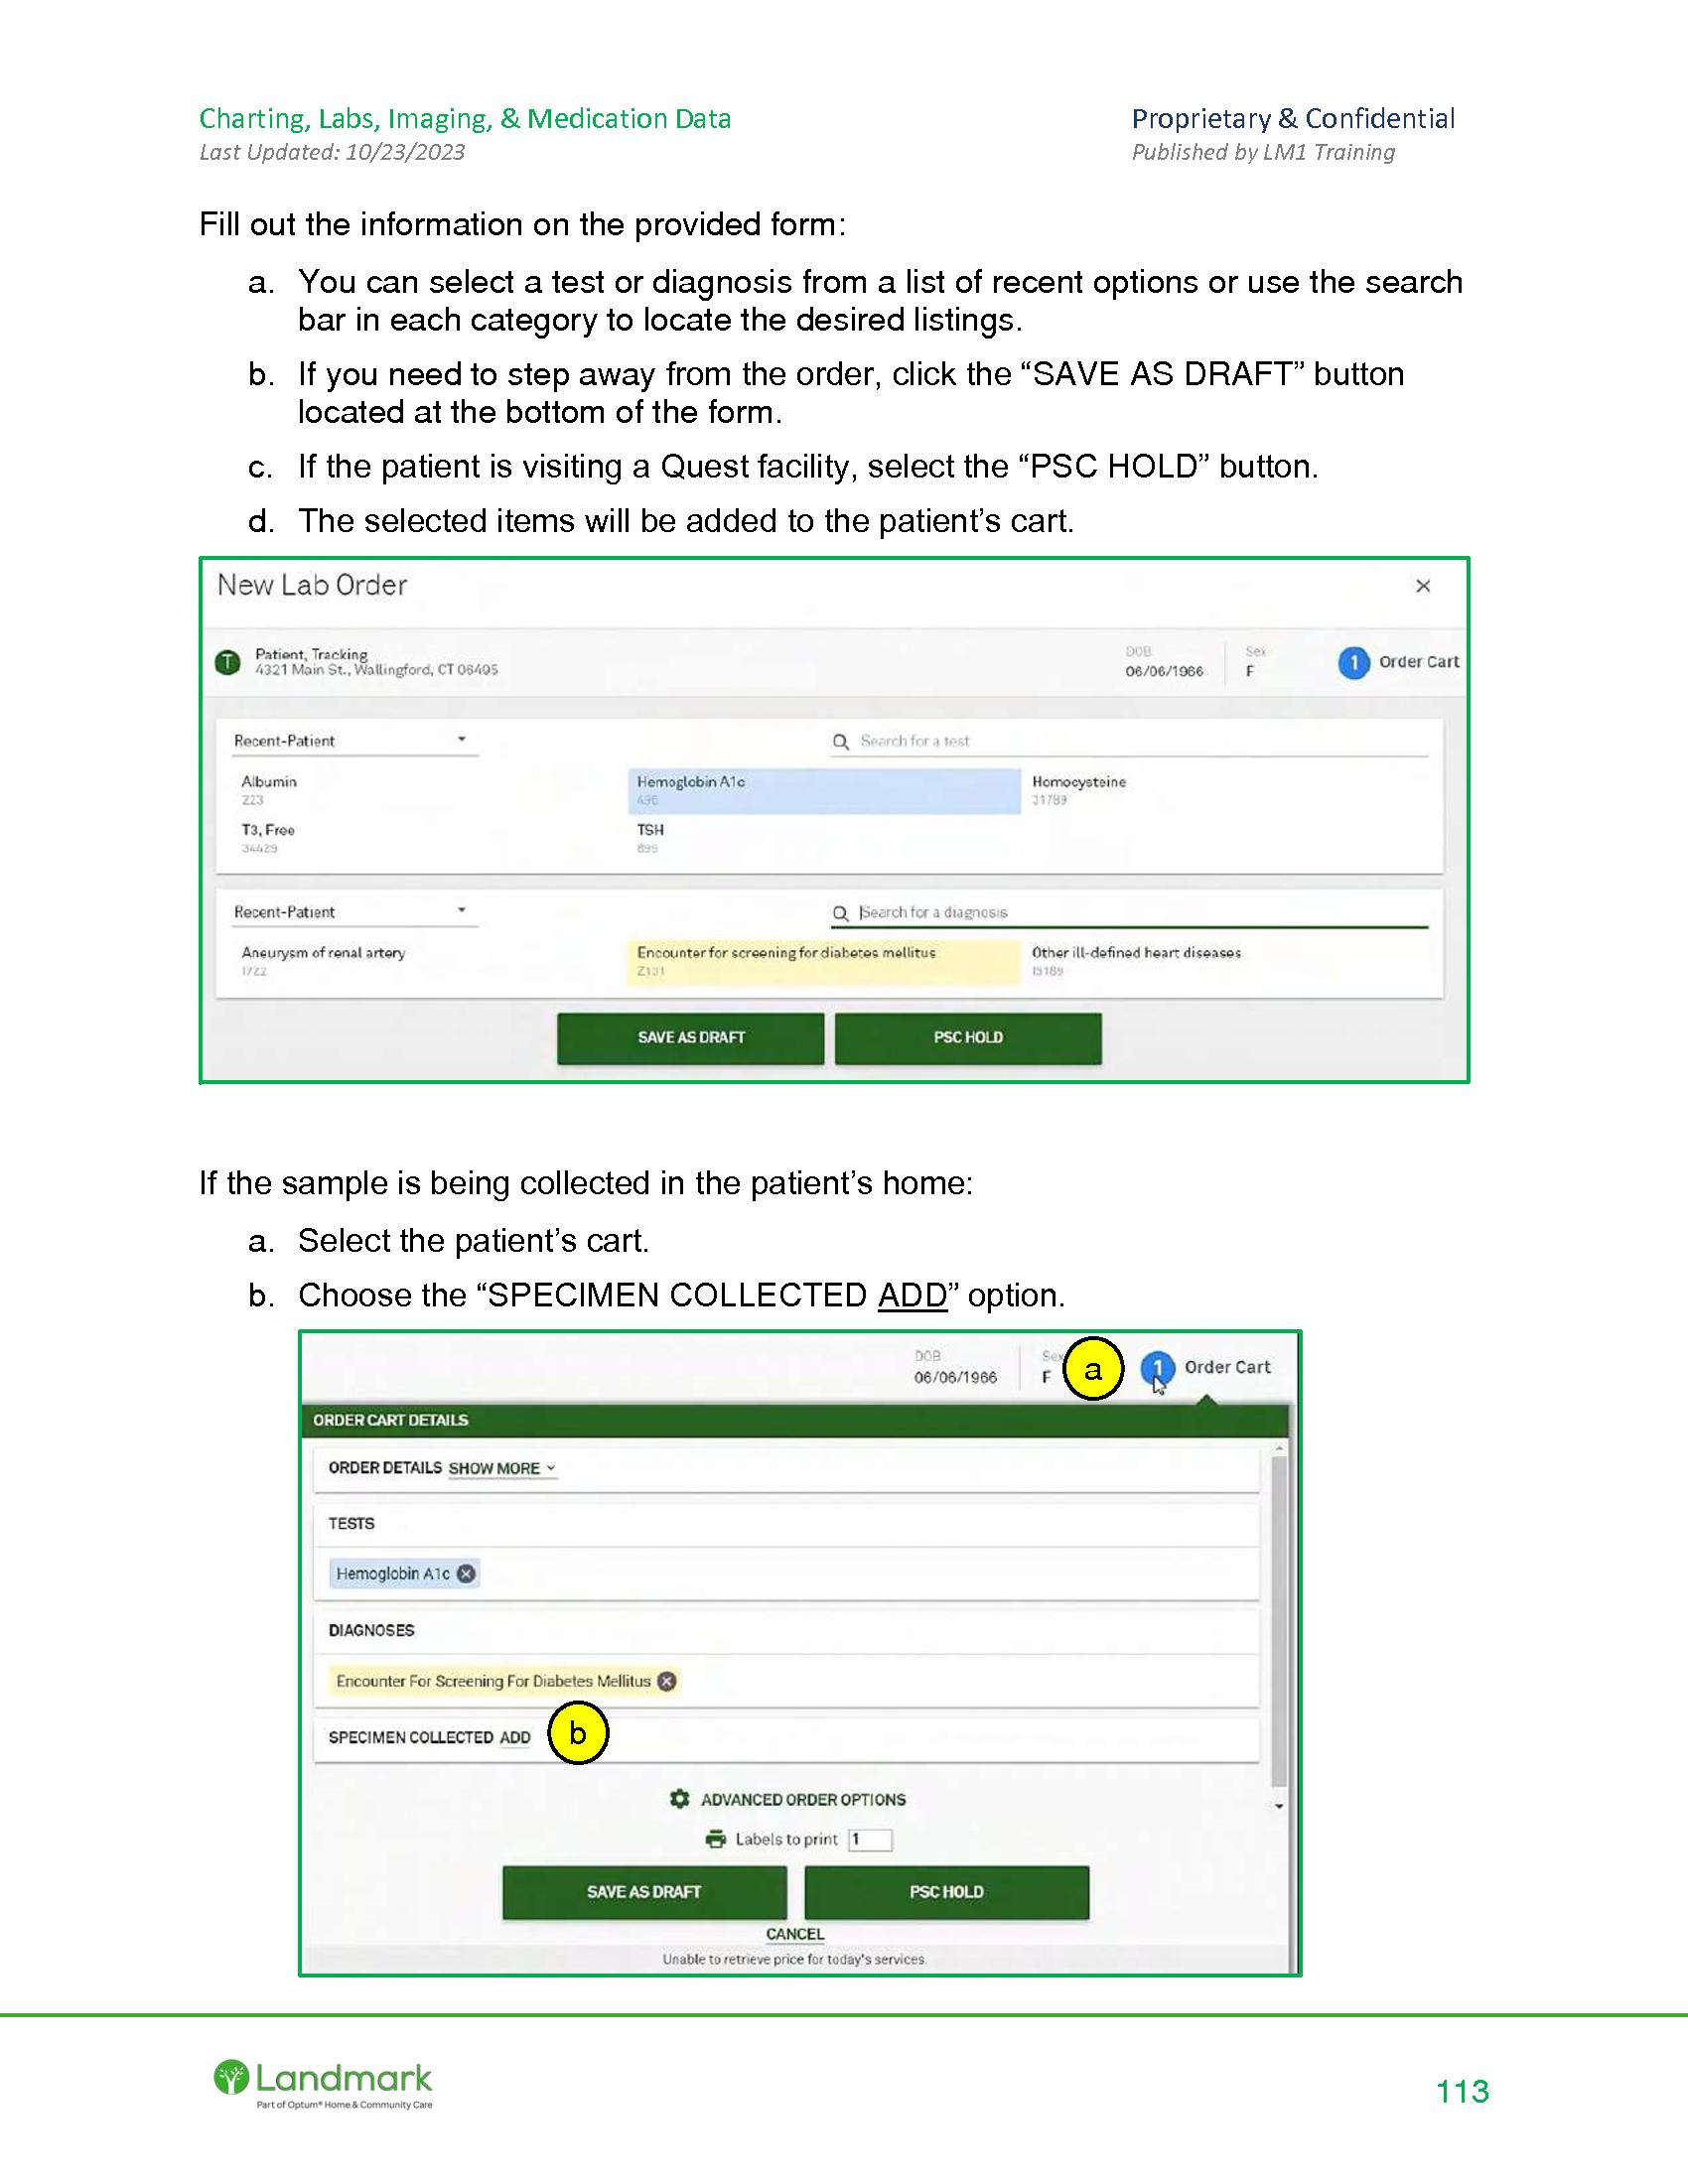 Charting, Labs, Imaging, & Medication Data
Proprietary & Confidential
Last Updated: 10/23/2023
Published by LM1 Training
Fill out the information on the provided form:
a. You can select a test or diagnosis from a list of recent options or use the search
bar in each category to locate the desired listings.
b. If you need to step away from the order, click the “SAVE AS DRAFT” button
located at the bottom of the form.
c. If the patient is visiting a Quest facility, select the “PSC HOLD” button.
d. The selected items will be added to the patient’s cart.
New Lab Order
×
T
Patient, Tracking
4321 Main St., Wallingford, CT 06495
DOB
06/06/1966
Sex
F
1 Order Cart
Recent-Patient
Search for a test
Albumin
223
Hemoglobin A1c
496
Homocysteine
31789
T3, Free
34429
TSH
899
Recent-Patient
Search for a diagnosis
Aneurysm of renal artery
I722
Encounter for screening for diabetes mellitus
Z131
Other ill-defined heart diseases
I5189
SAVE AS DRAFT
PSC HOLD
If the sample is being collected in the patient’s home:
a. Select the patient’s cart.
b. Choose the “SPECIMEN COLLECTED ADD” option.
DOB
06/06/1966
Sex
F
a
1 Order Cart
ORDER CART DETAILS
ORDER DETAILS SHOW MORE
TESTS
Hemoglobin A1c
DIAGNOSES
Encounter For Screening For Diabetes Mellitus
SPECIMEN COLLECTED ADD
b
ADVANCED ORDER OPTIONS
Labels to print 1
SAVE AS DRAFT
PSC HOLD
CANCEL
Unable to retrieve price for today's services.
Landmark
Part of Optum® Home & Community Care
113